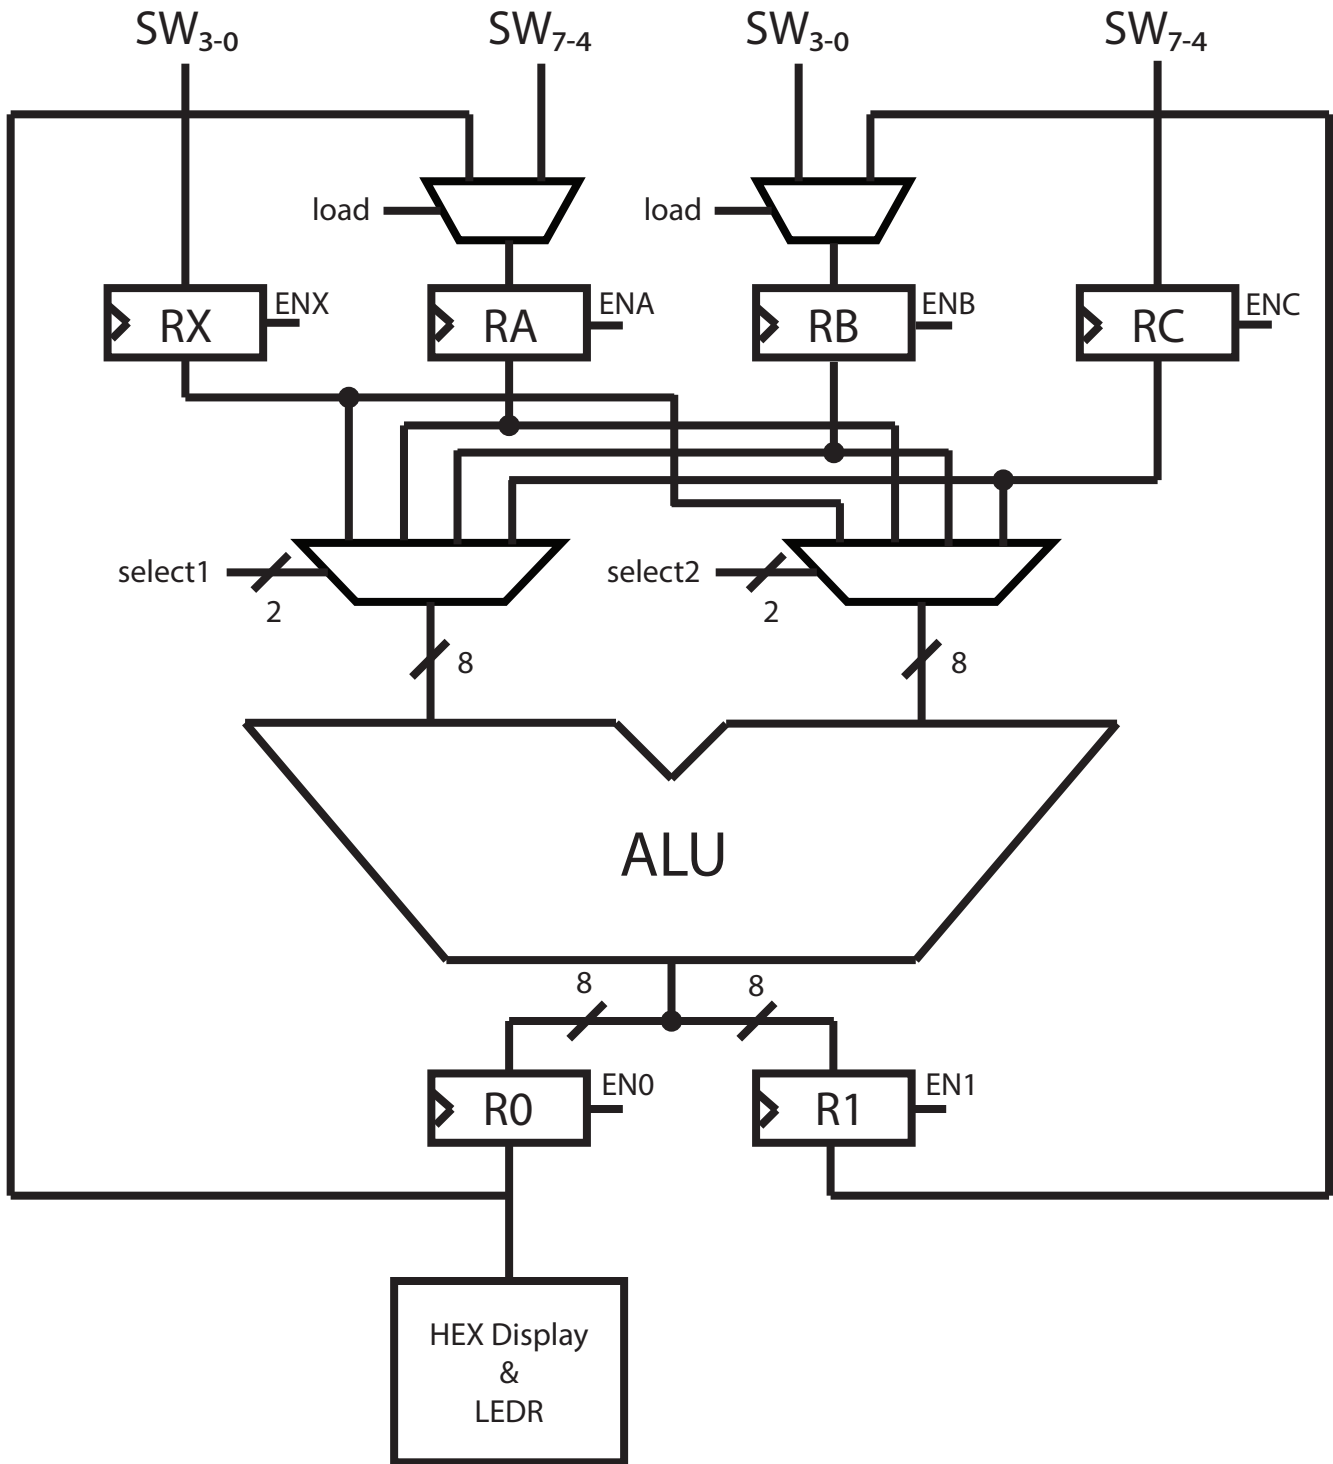 SW3-0
SW7-4
SW3-0
SW7-4
load
load
RX
ENX
RA
ENA
RB
ENB
RC
ENC
select1
2
select2
2
8
8
ALU
8
8
R0
EN0
R1
EN1
HEX Display
&
LEDR